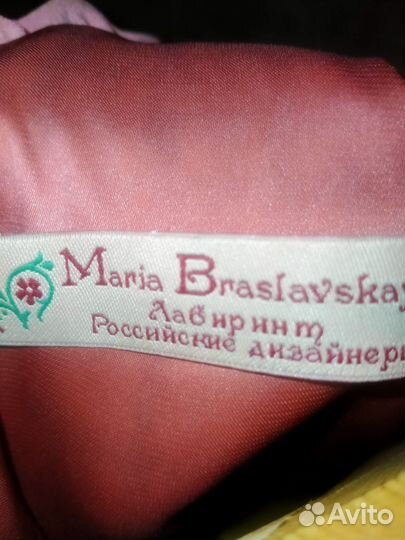 Maria Braslavskay
Лабиринт
Российские дизайнеры
Avito